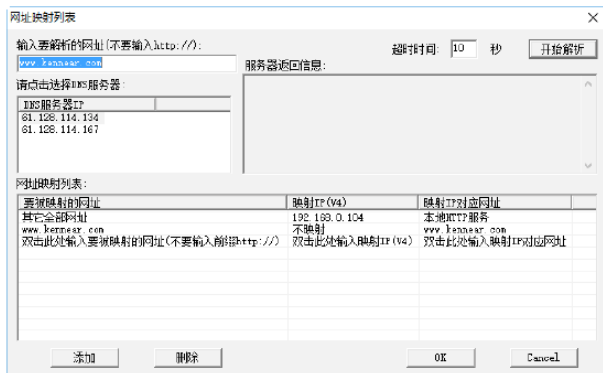 网址映射列表
输入要解析的网址(不要输入http://):
超时时间: 10 秒 开始解析
www.kennear.com
服务器返回信息:
请点击选择DNS服务器:
DNS服务器IP
61.128.114.134
61.128.114.167
网址映射列表:
要被映射的网址 映射IP(V4) 映射IP对应网址
其它全部网址 192.168.0.104 本地HTTP服务
www.kennear.com 不映射 www.kennear.com
双击此处输入要被映射的网址(不要输入前缀http://) 双击此处输入映射IP(V4) 双击此处输入映射IP对应网址
添加 删除 OK Cancel